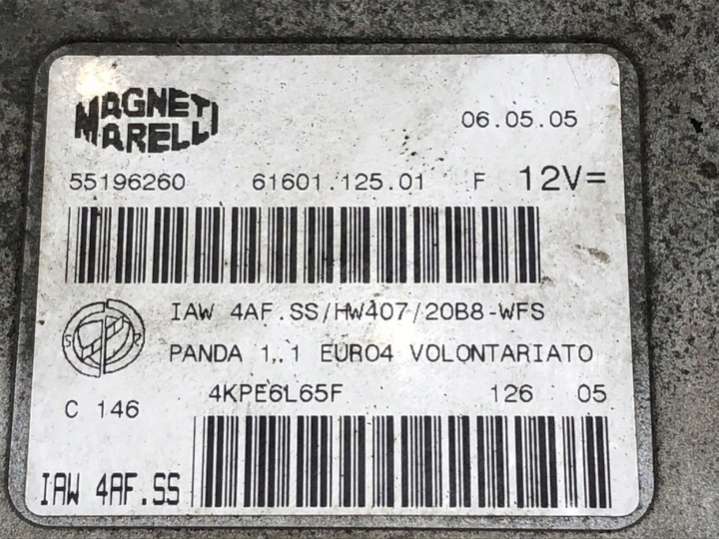 MAGNETI
MARELLI
06.05.05
55196260 61601.125.01 F 12V=
IAW 4AF.SS/HW407/20B8-WFS
PANDA 1.1 EURO4 VOLONTARIATO
4KPE6L65F 126 05
C 146
IAW 4AF.SS